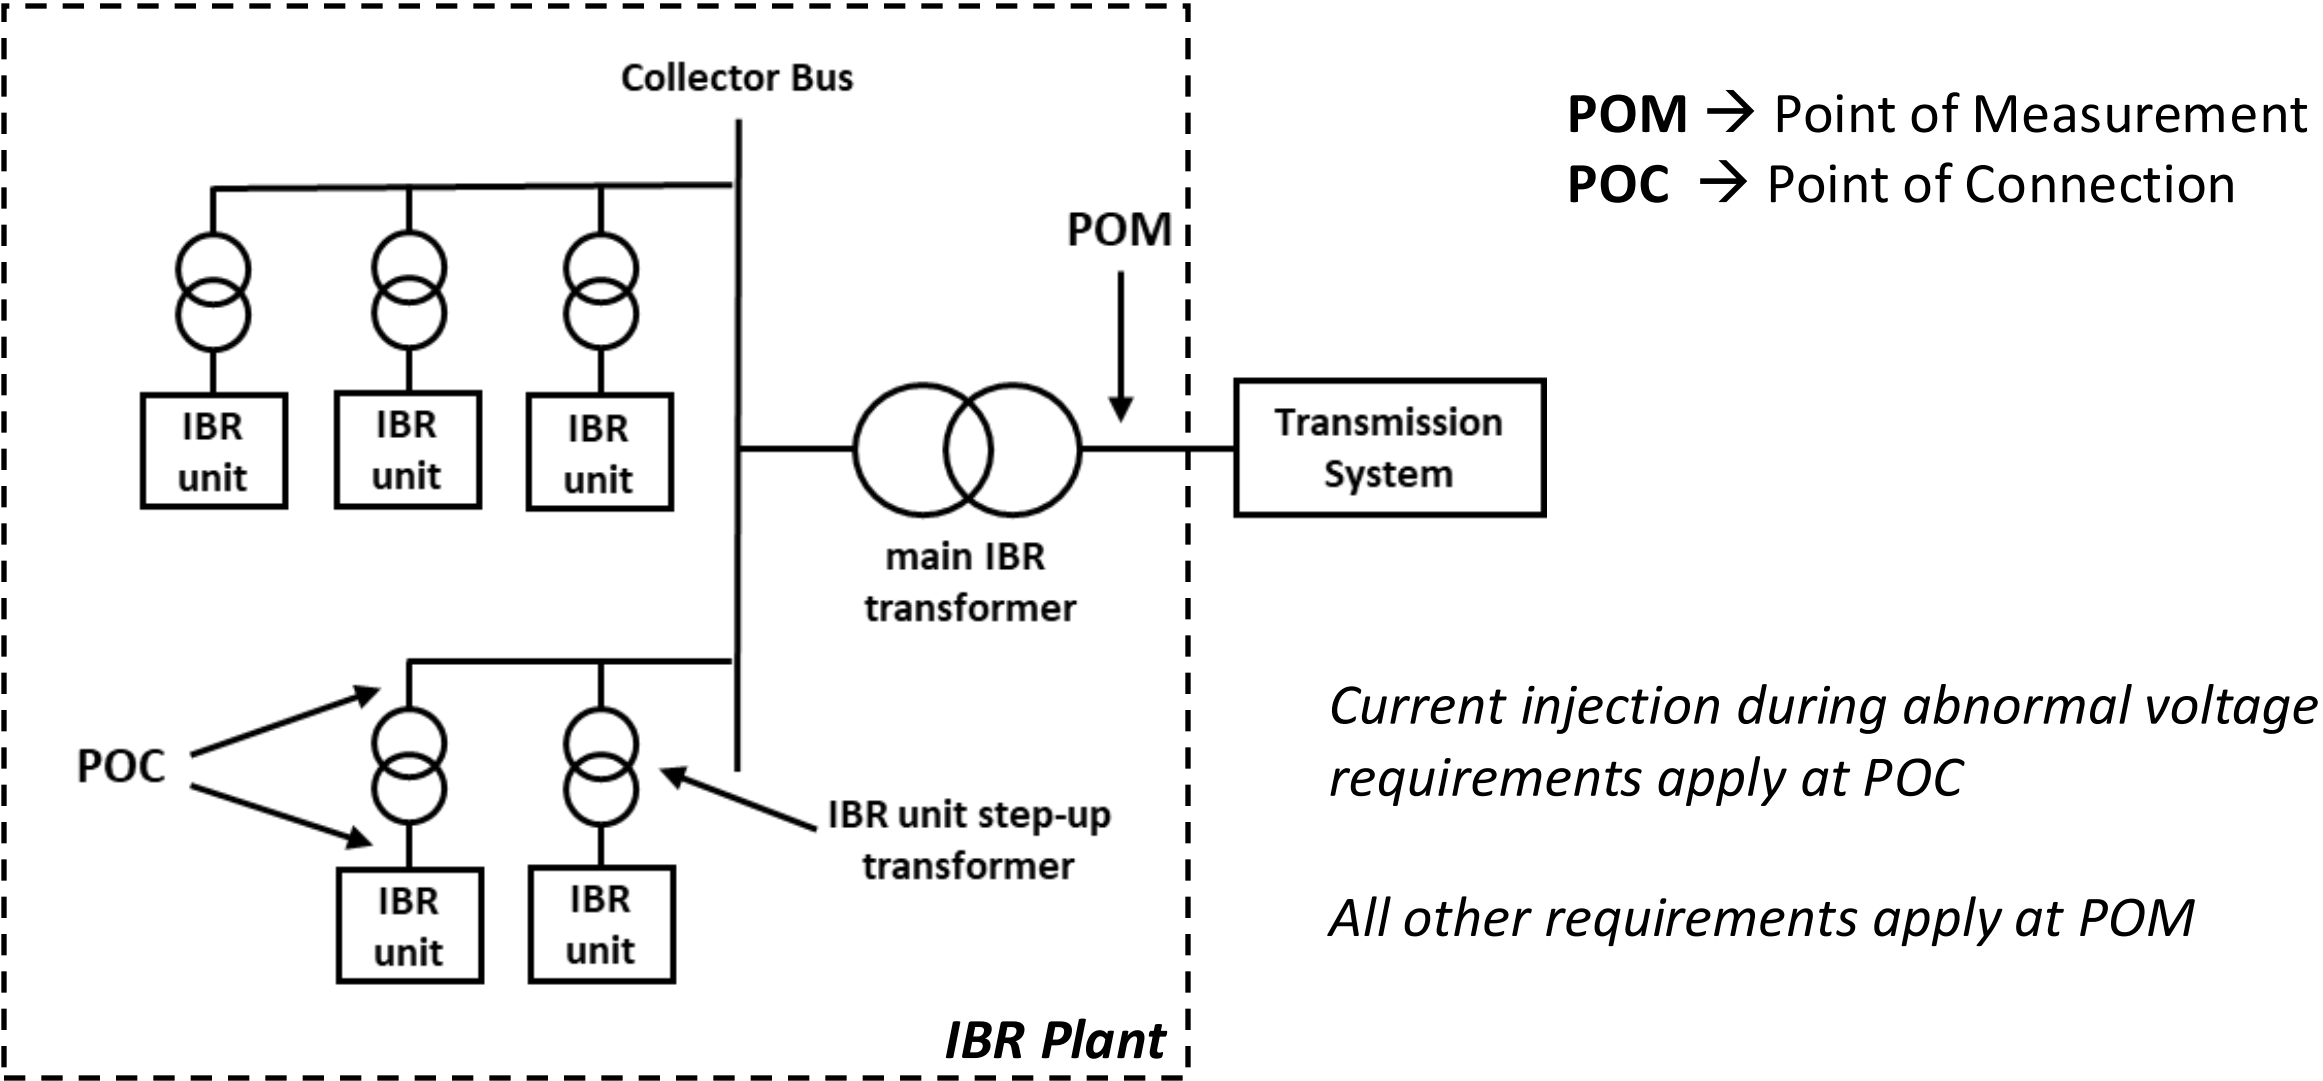 Collector Bus
POM → Point of Measurement
POC → Point of Connection
POM
IBR
unit
IBR
unit
IBR
unit
Transmission
System
main IBR
transformer
POC
IBR unit step-up
transformer
IBR
unit
IBR
unit
Current injection during abnormal voltage
requirements apply at POC
All other requirements apply at POM
IBR Plant